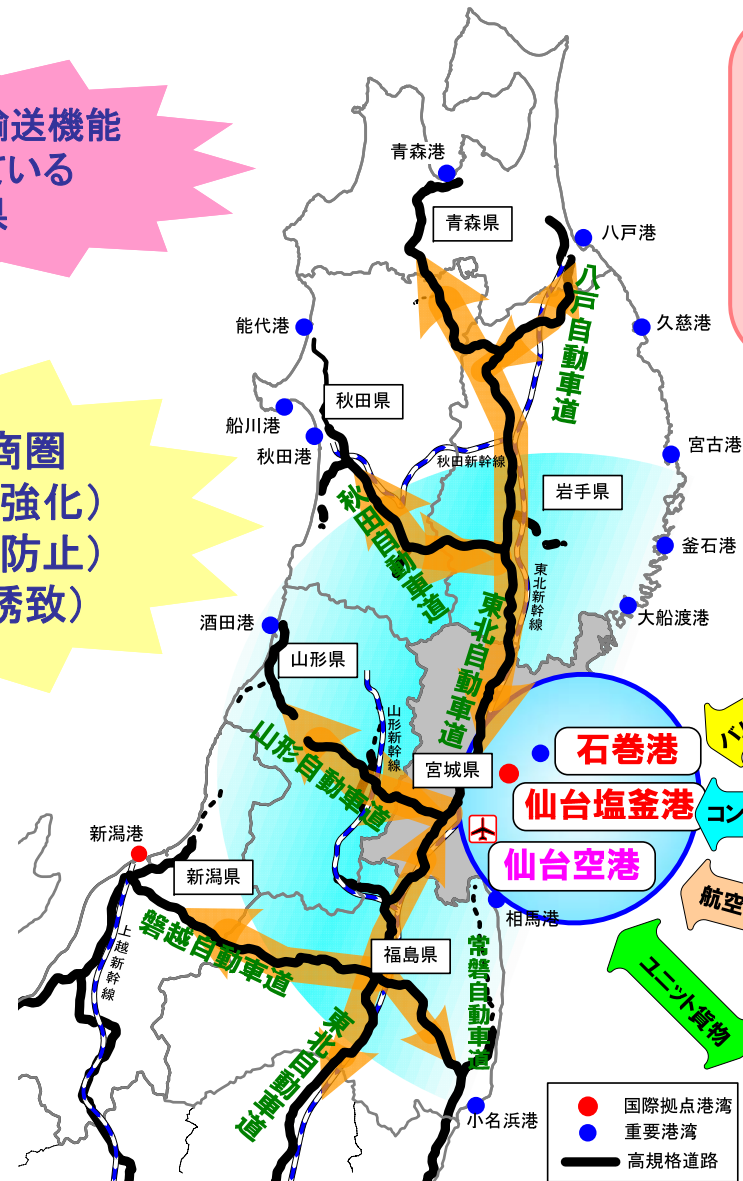 輸送機能
ている
県
商圏
強化）
防止）
誘致）
青森港
青森県
八戸港
八戸自動車道
能代港
久慈港
秋田県
船川港
秋田港
秋田新幹線
宮古港
岩手県
秋田自動車道
釜石港
東北新幹線
大船渡港
東北自動車道
酒田港
山形県
山形新幹線
山形自動車道
宮城県
石巻港
仙台塩釜港
仙台空港
バ
コン
航空
ユニット貨物
新潟港
新潟県
相馬港
上越新幹線
磐越自動車道
福島県
常磐自動車道
東北自動車道
小名浜港
国際拠点港湾
重要港湾
高規格道路